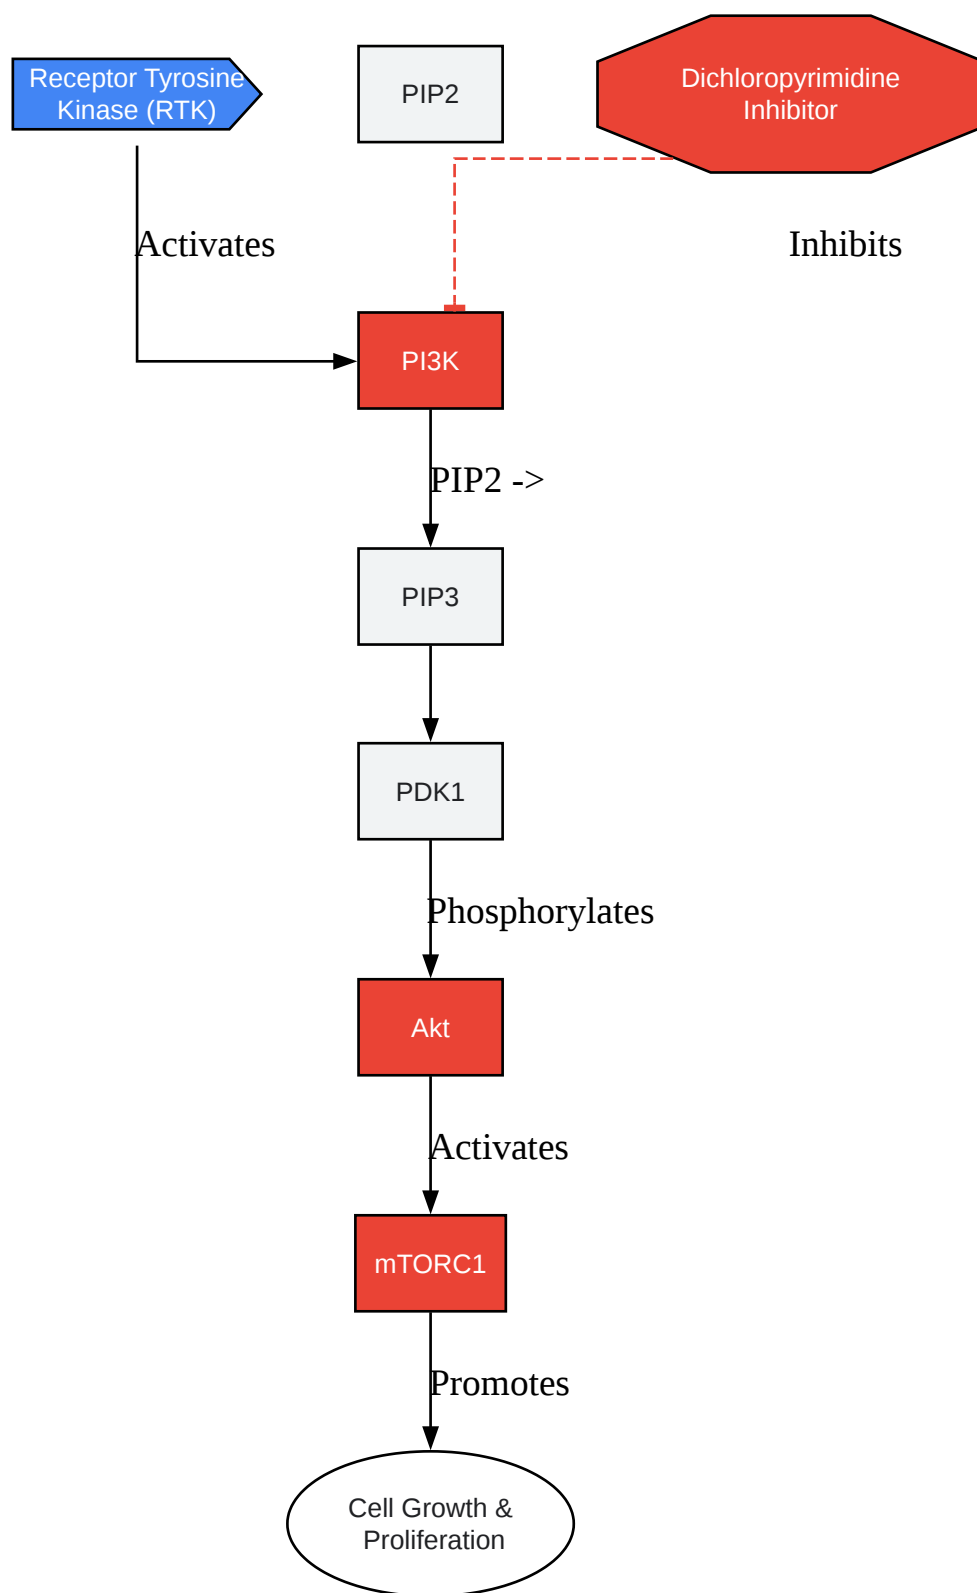 Receptor Tyrosine
Kinase (RTK)
PIP2
Dichloropyrimidine
Inhibitor
Activates
Inhibits
PI3K
PIP2 ->
PIP3
PDK1
Phosphorylates
Akt
Activates
mTORC1
Promotes
Cell Growth &
Proliferation